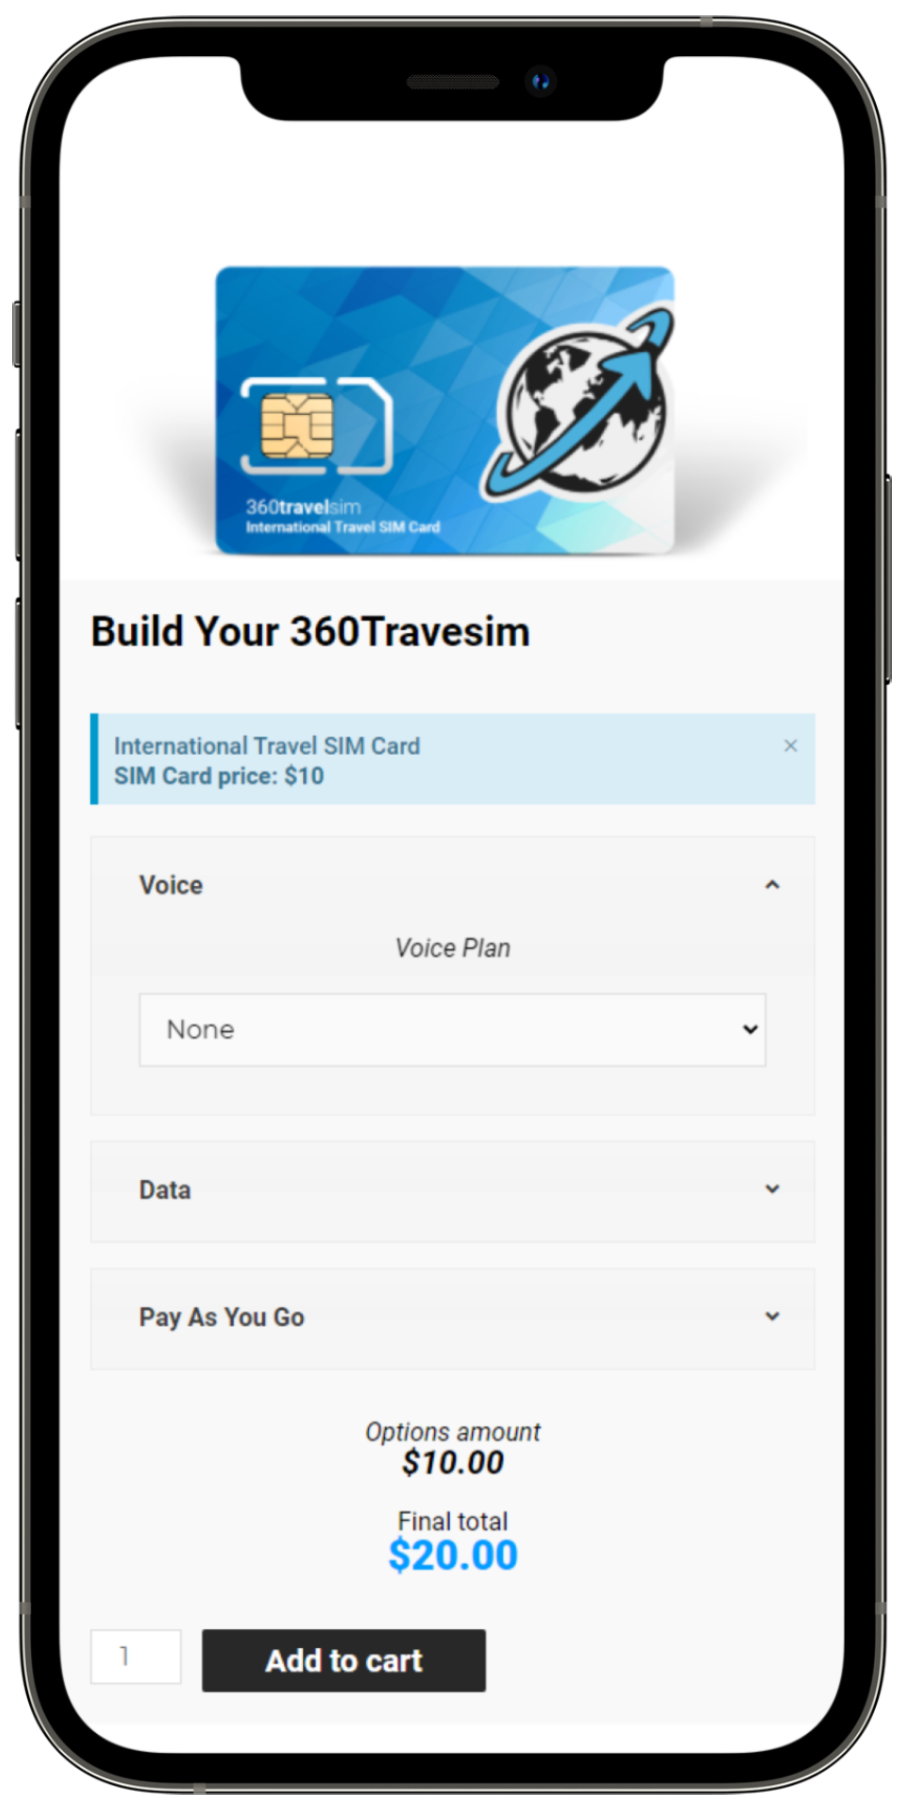 360travelsim
International Travel SIM Card
Build Your 360Travesim
International Travel SIM Card
×
SIM Card price: $10
Voice
Voice Plan
None
Data
Pay As You Go
Options amount
$10.00
Final total
$20.00
1
Add to cart